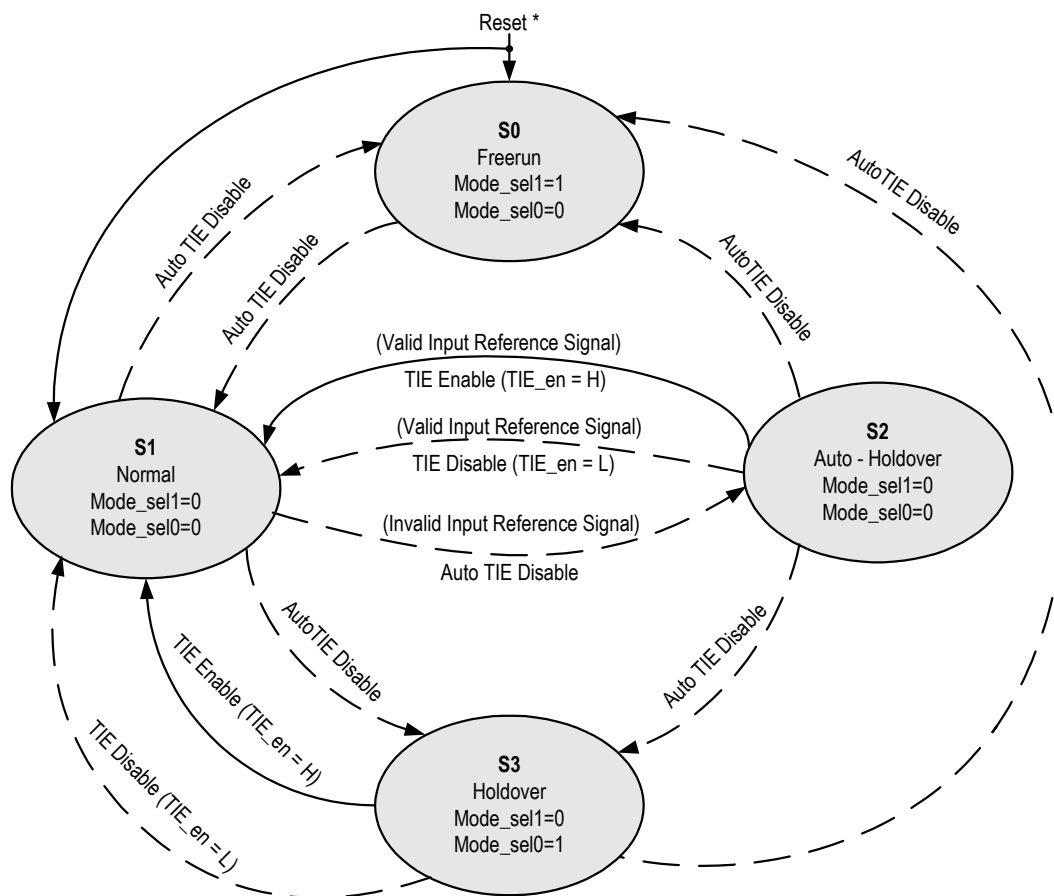 Reset *
S0
Freerun
Mode_sel1=1
Mode_sel0=0
AutoTIE Disable
Auto TIE Disable
Auto TIE Disable
AutoTIE Disable
(Valid Input Reference Signal)
TIE Enable (TIE_en = H)
(Valid Input Reference Signal)
TIE Disable (TIE_en = L)
(Invalid Input Reference Signal)
Auto TIE Disable
S1
Normal
Mode_sel1=0
Mode_sel0=0
S2
Auto - Holdover
Mode_sel1=0
Mode_sel0=0
AutoTIE Disable
Auto TIE Disable
TIE Enable (TIE_en = H)
TIE Disable (TIE_en = L)
S3
Holdover
Mode_sel1=0
Mode_sel0=1